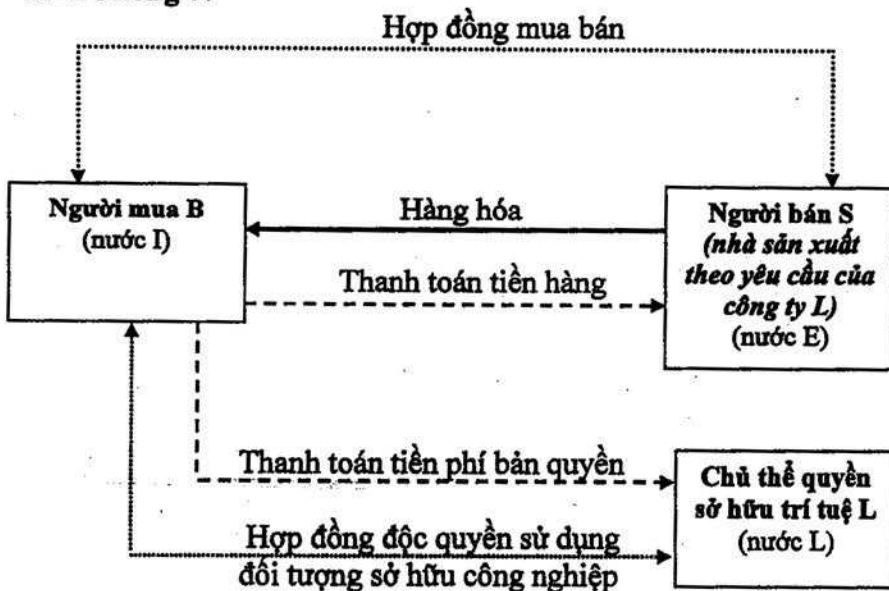 Hợp đồng mua bán
Người mua B
(nước I)
Hàng hóa
Thanh toán tiền hàng
Người bán S
(nhà sản xuất
theo yêu cầu của
công ty L)
(nước E)
Thanh toán tiền phí bản quyền
Hợp đồng độc quyền sử dụng
đối tượng sở hữu công nghiệp
Chủ thể quyền
sở hữu trí tuệ L
(nước L)